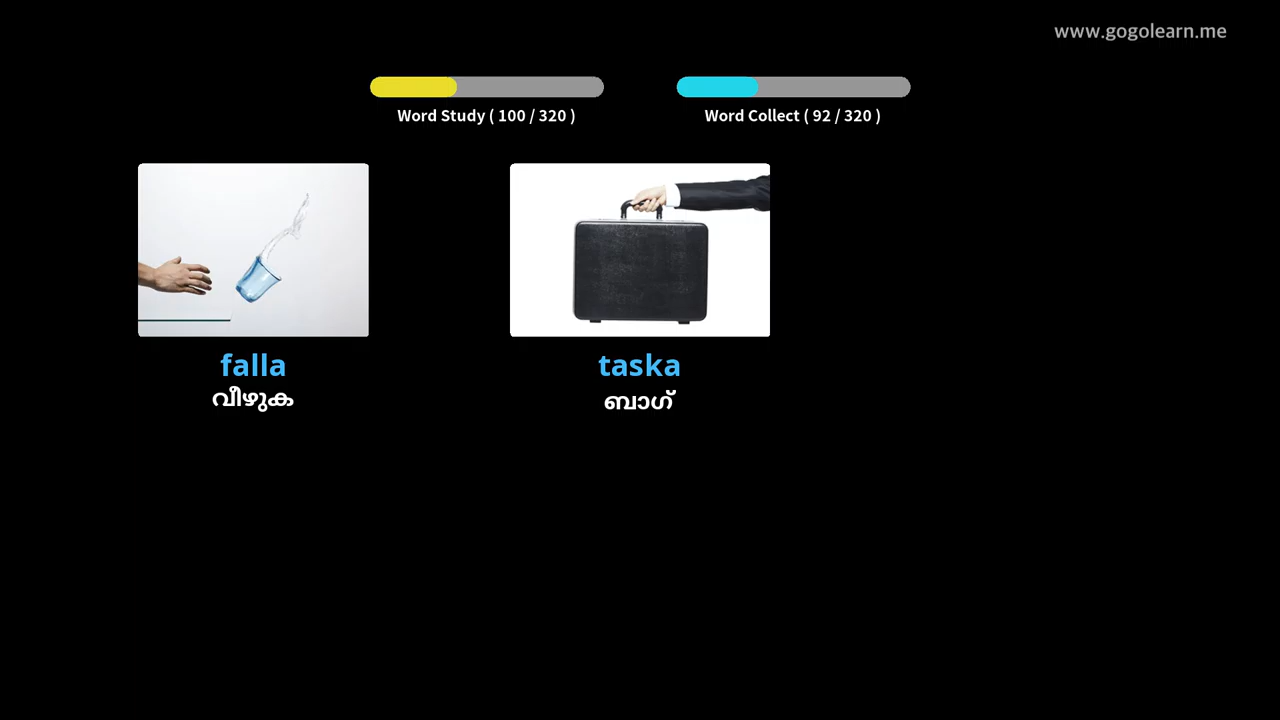 www.gogolearn.me
Word Study ( 100 / 320 )
Word Collect ( 92 / 320 )
falla
വീഴുക
taska
ബാഗ്